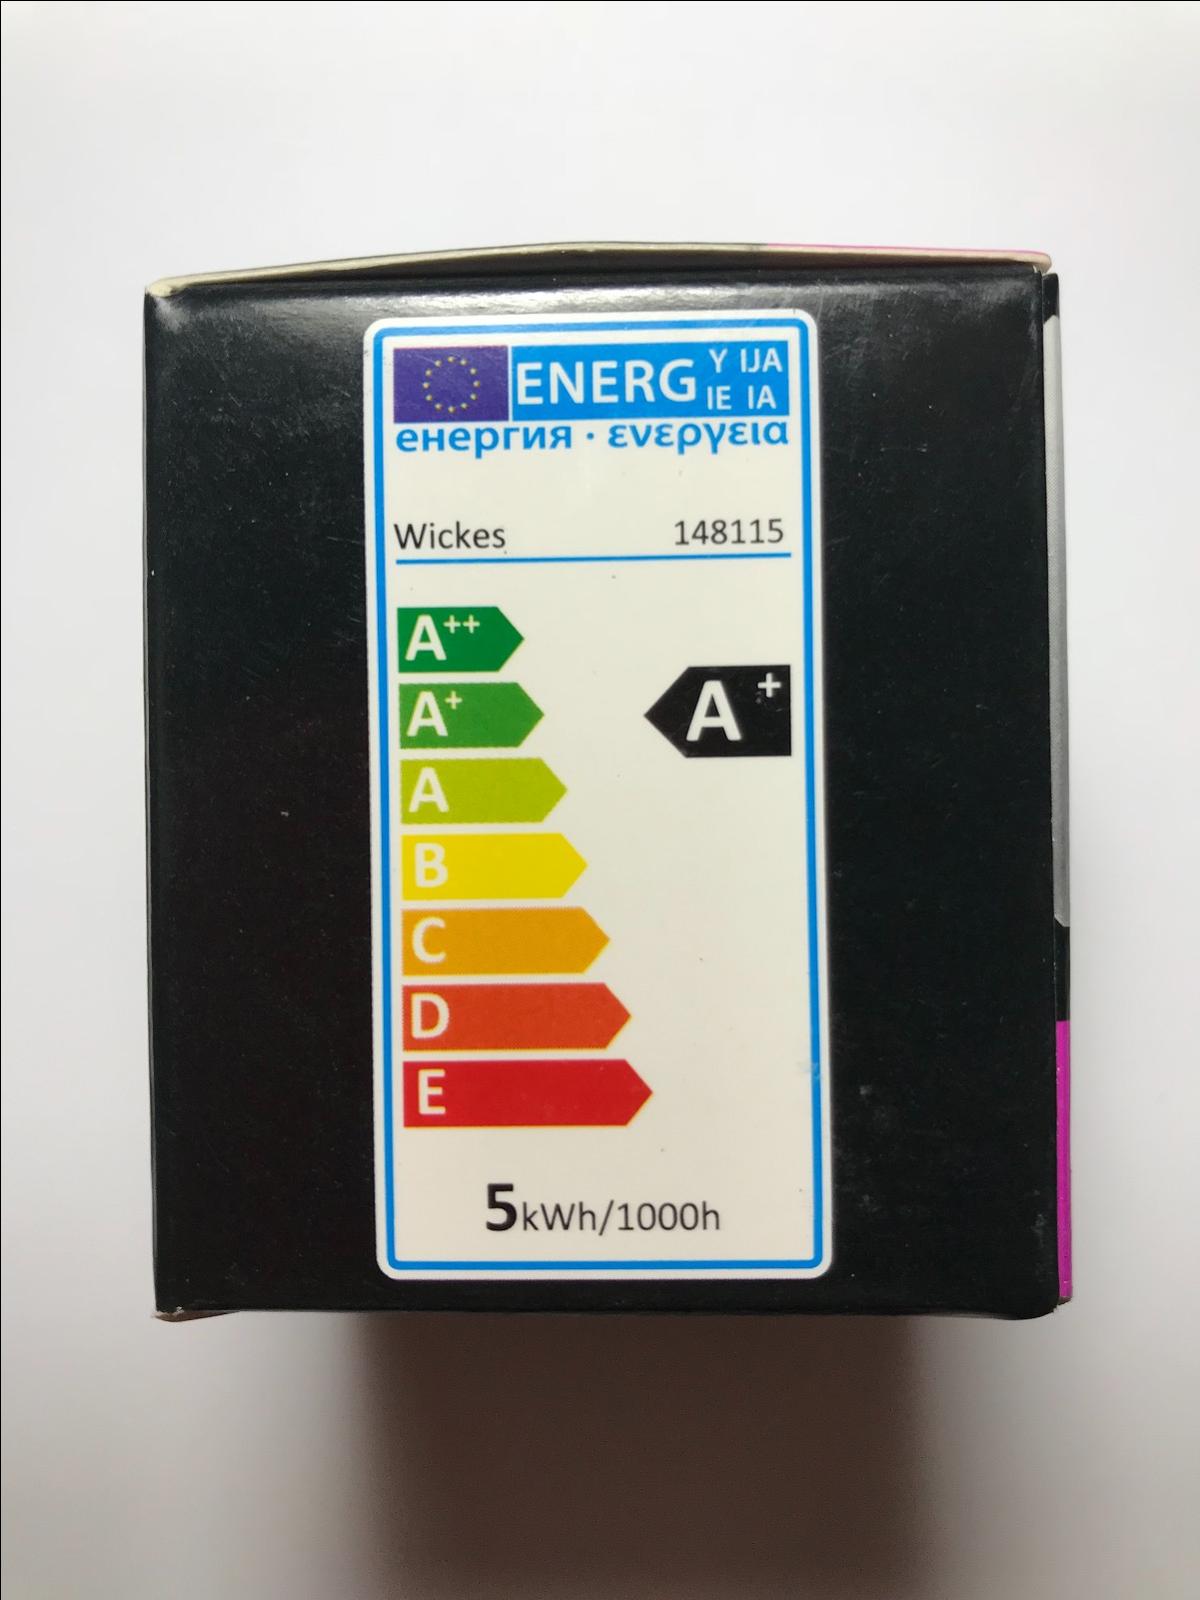 ENERG Y IJA
IE IA
енергия · ενεργεια
Wickes 148115
A++
A+ A+
A
B
C
D
E
5kWh/1000h